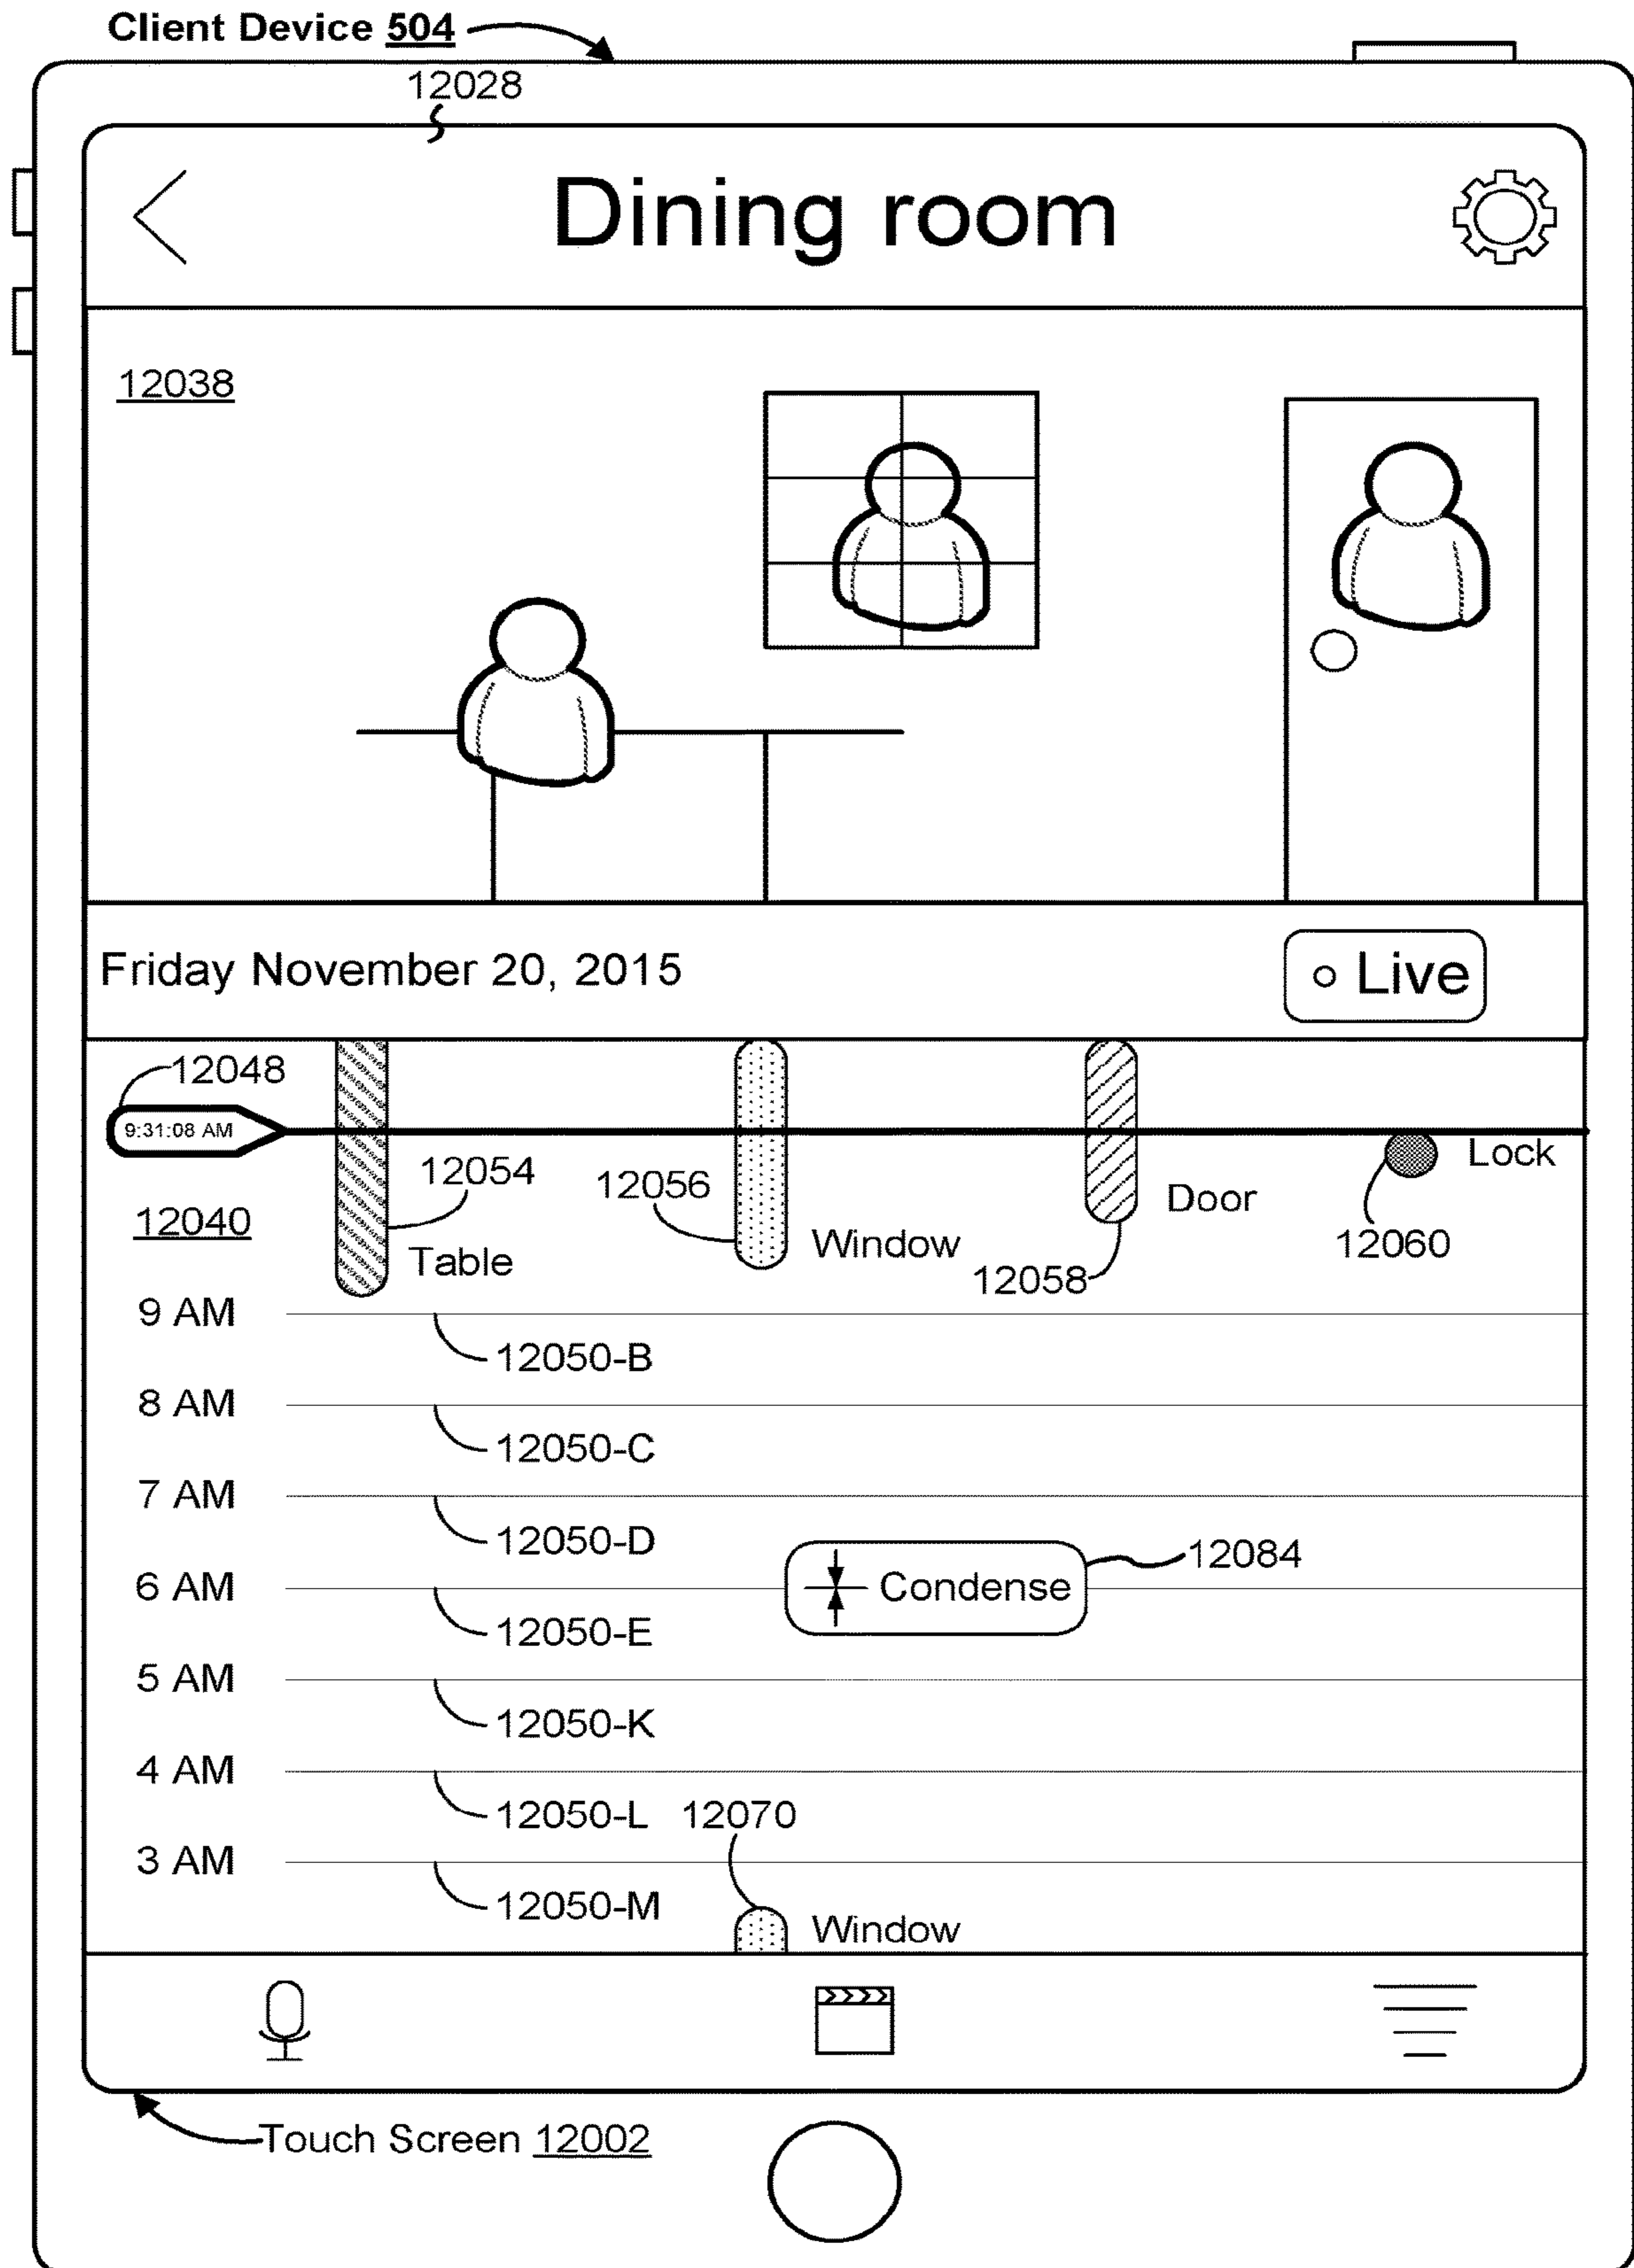 Client Device 504
12028
Dining room
12038
Friday November 20, 2015
Live
12048
9:31:08 AM
Lock
12054
12056
Door
12040
Window
12060
Table
12058
9 AM
12050-B
8 AM
12050-C
7 AM
12050-D
12084
6 AM
Condense
12050-E
5 AM
12050-K
4 AM
12050-L
12070
3 AM
12050-M
Window
Touch Screen 12002